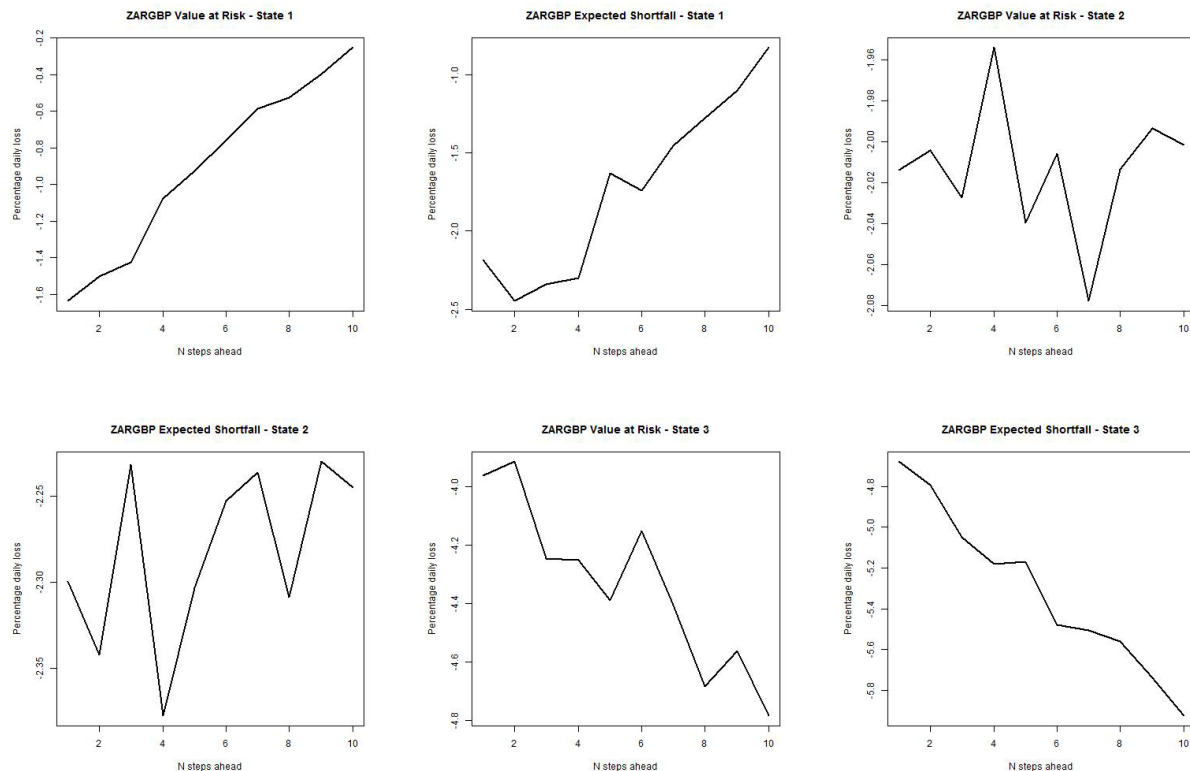 ZARGBP Value at Risk - State 1
Percentage daily loss
-0.2
-0.4
-0.6
-0.8
-1.0
-1.2
-1.4
-1.6
2 4 6 8 10
N steps ahead
ZARGBP Expected Shortfall - State 1
Percentage daily loss
-1.0
-1.5
-2.0
-2.5
2 4 6 8 10
N steps ahead
ZARGBP Value at Risk - State 2
Percentage daily loss
-1.96
-1.98
-2.00
-2.02
-2.04
-2.06
-2.08
2 4 6 8 10
N steps ahead
ZARGBP Expected Shortfall - State 2
Percentage daily loss
-2.25
-2.30
-2.35
2 4 6 8 10
N steps ahead
ZARGBP Value at Risk - State 3
Percentage daily loss
-4.0
-4.2
-4.4
-4.6
-4.8
2 4 6 8 10
N steps ahead
ZARGBP Expected Shortfall - State 3
Percentage daily loss
-4.8
-5.0
-5.2
-5.4
-5.6
-5.8
2 4 6 8 10
N steps ahead